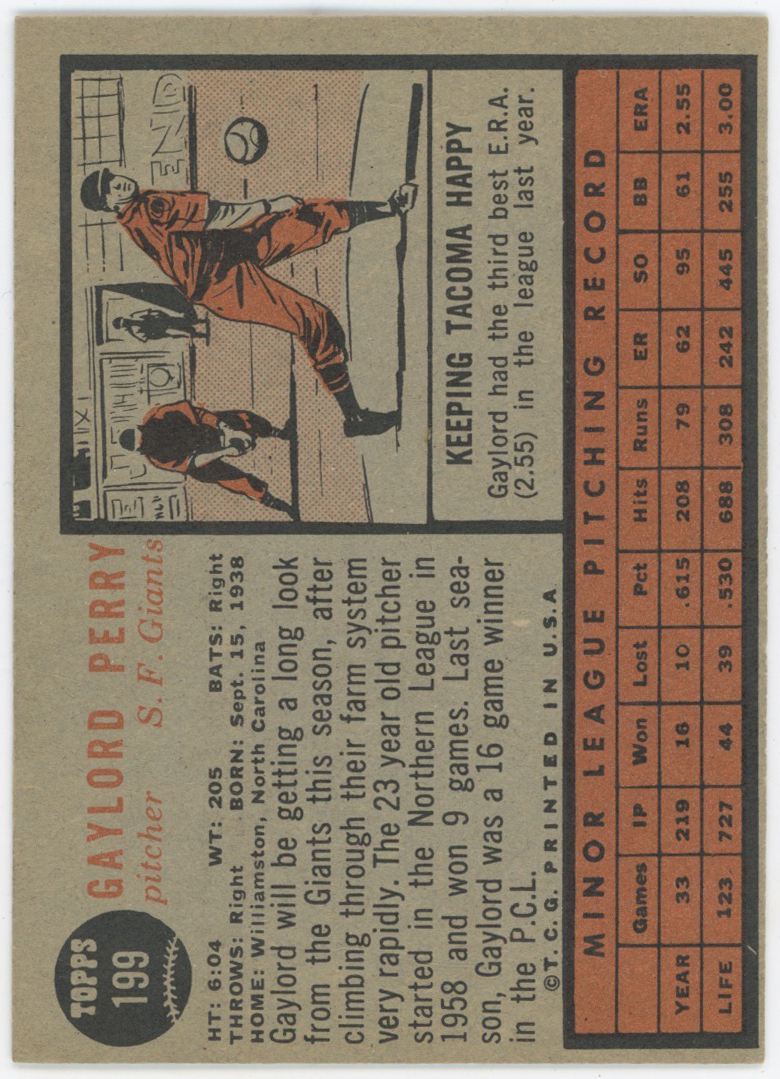 TOPPS
199
GAYLORD PERRY
pitcher S. F. Giants
HT: 6:04 WT: 205 BATS: Right
THROWS: Right BORN: Sept. 15, 1938
HOME: Williamston, North Carolina
Gaylord will be getting a long look
from the Giants this season, after
climbing through their farm system
very rapidly. The 23 year old pitcher
started in the Northern League in
1958 and won 9 games. Last sea-
son, Gaylord was a 16 game winner
in the P.C.L.
©T. C. G. PRINTED IN U.S.A
END
KEEPING TACOMA HAPPY
Gaylord had the third best E.R.A.
(2.55) in the league last year.
MINOR LEAGUE PITCHING RECORD
Games IP Won Lost Pct Hits Runs ER SO BB ERA
YEAR 33 219 16 10 .615 208 79 62 95 61 2.55
LIFE 123 727 44 39 .530 688 308 242 445 255 3.00